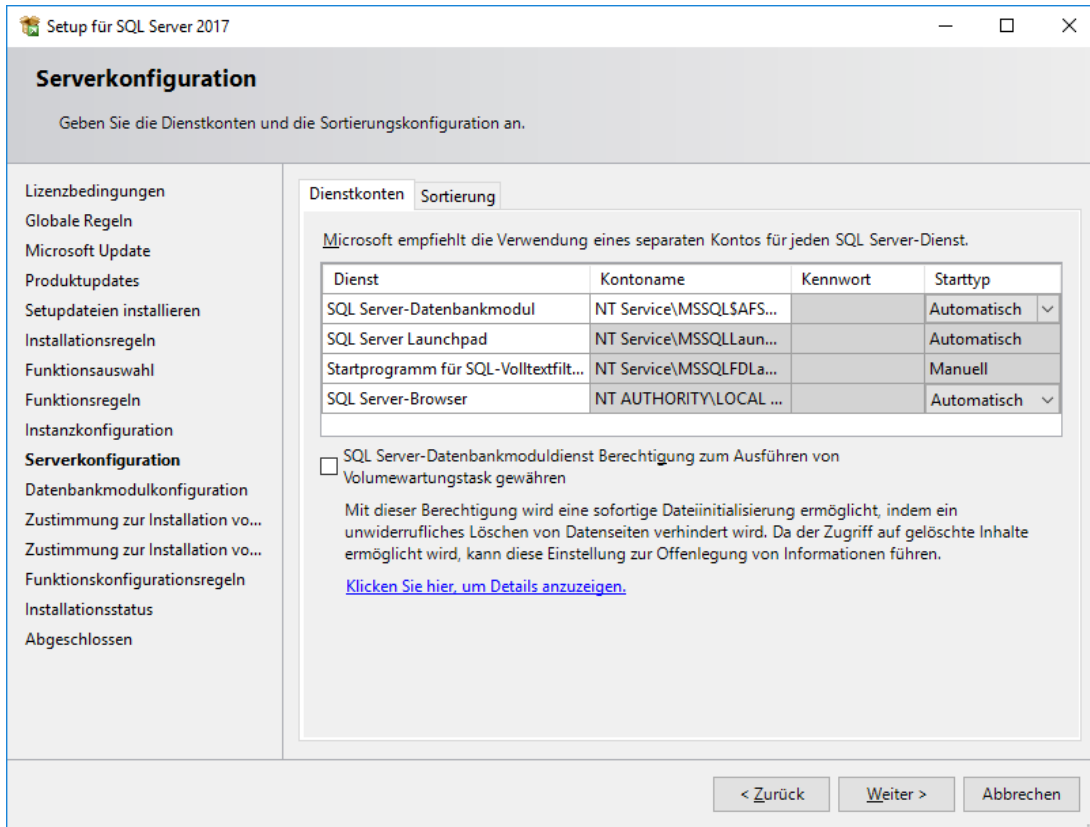 Setup für SQL Server 2017
Serverkonfiguration
Geben Sie die Dienstkonten und die Sortierungskonfiguration an.
Lizenzbedingungen
Globale Regeln
Microsoft Update
Produktupdates
Setupdateien installieren
Installationsregeln
Funktionsauswahl
Funktionsregeln
Instanzkonfiguration
Serverkonfiguration
Datenbankmodulkonfiguration
Zustimmung zur Installation vo...
Zustimmung zur Installation vo...
Funktionskonfigurationsregeln
Installationsstatus
Abgeschlossen
Dienstkonten Sortierung
Microsoft empfiehlt die Verwendung eines separaten Kontos für jeden SQL Server-Dienst.
Dienst Kontoname Kennwort Starttyp
SQL Server-Datenbankmodul NT Service\MSSQL$AFS... Automatisch
SQL Server Launchpad NT Service\MSSQLLaun... Automatisch
Startprogramm für SQL-Volltextfilt... NT Service\MSSQLFDLa... Manuell
SQL Server-Browser NT AUTHORITY\LOCAL ... Automatisch
SQL Server-Datenbankmoduldienst Berechtigung zum Ausführen von
Volumewartungstask gewähren
Mit dieser Berechtigung wird eine sofortige Dateiinitialisierung ermöglicht, indem ein
unwiderrufliches Löschen von Datenseiten verhindert wird. Da der Zugriff auf gelöschte Inhalte
ermöglicht wird, kann diese Einstellung zur Offenlegung von Informationen führen.
Klicken Sie hier, um Details anzuzeigen.
< Zurück Weiter > Abbrechen